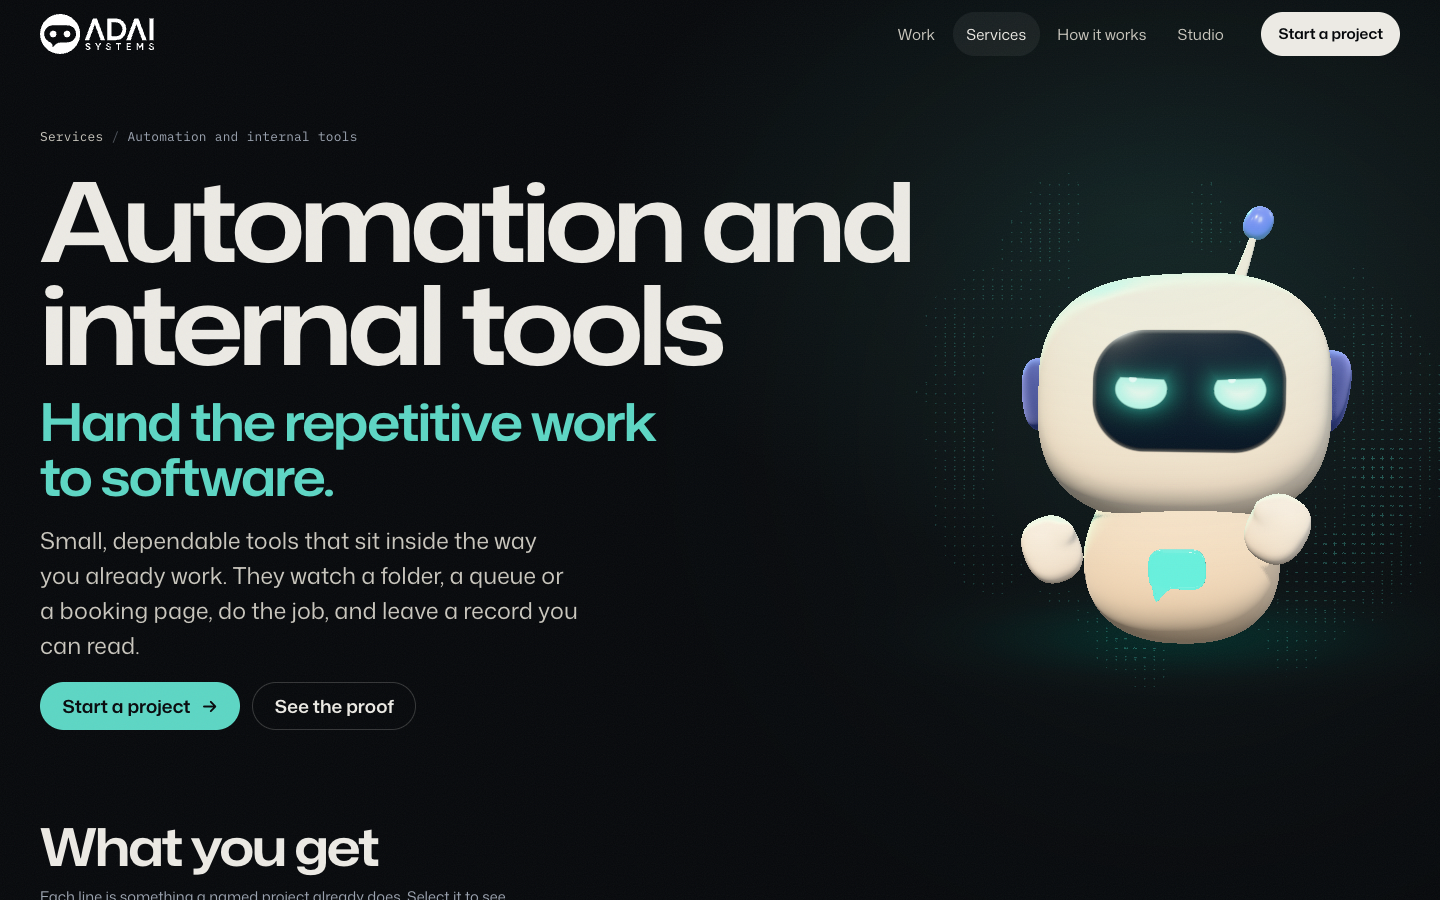 ADAI
SYSTEMS
Work
Services
How it works
Studio
Start a project
Services / Automation and internal tools
Automation and
internal tools
Hand the repetitive work
to software.
Small, dependable tools that sit inside the way
you already work. They watch a folder, a queue or
a booking page, do the job, and leave a record you
can read.
Start a project →
See the proof
What you get
Each line is something a named project already does. Select it to see